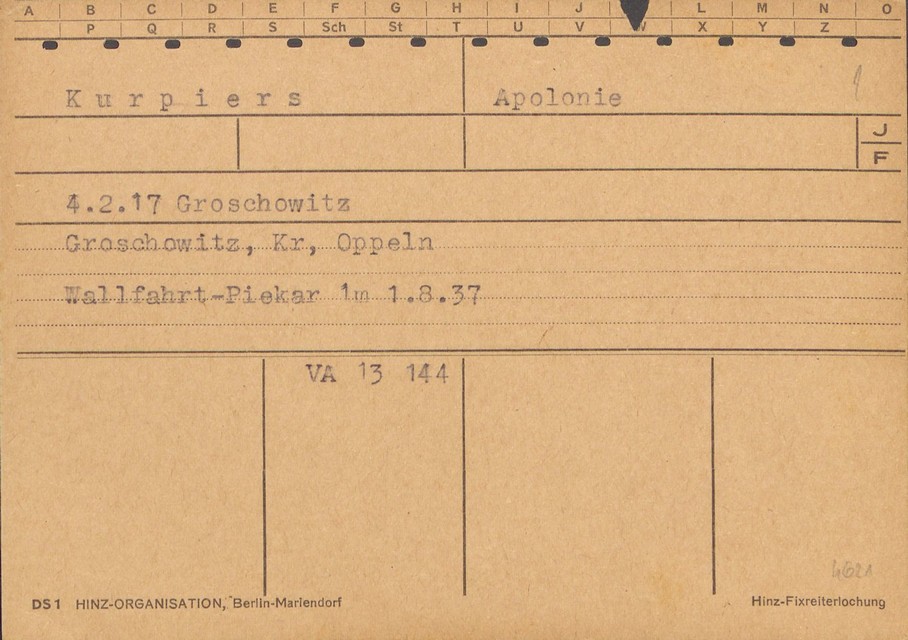 A B C D E F G H I J L M N O
P Q R S Sch St T U V W X Y Z
Kurpiers Apolonie
J
F
4.2.17 Groschowitz
Groschowitz, Kr, Oppeln
Wallfahrt-Piekar 1m 1.8.37
VA 13 144
4621
DS1 HINZ-ORGANISATION, Berlin-Mariendorf Hinz-Fixreiterlochung